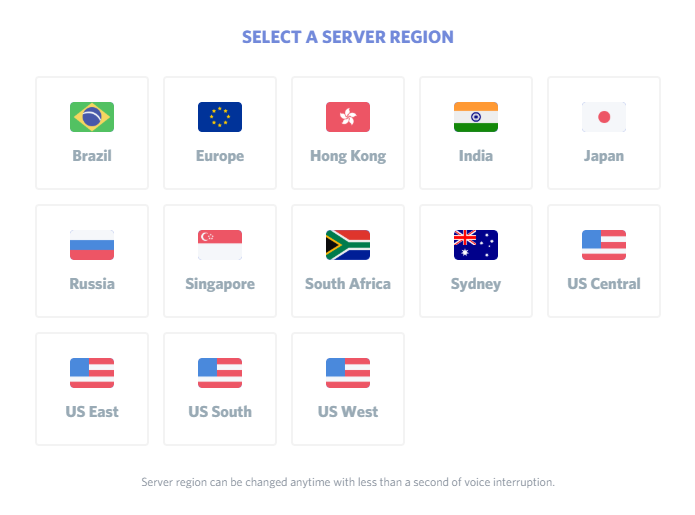 SELECT A SERVER REGION
Brazil
Europe
Hong Kong
India
Japan
Russia
Singapore
South Africa
Sydney
US Central
US East
US South
US West
Server region can be changed anytime with less than a second of voice interruption.